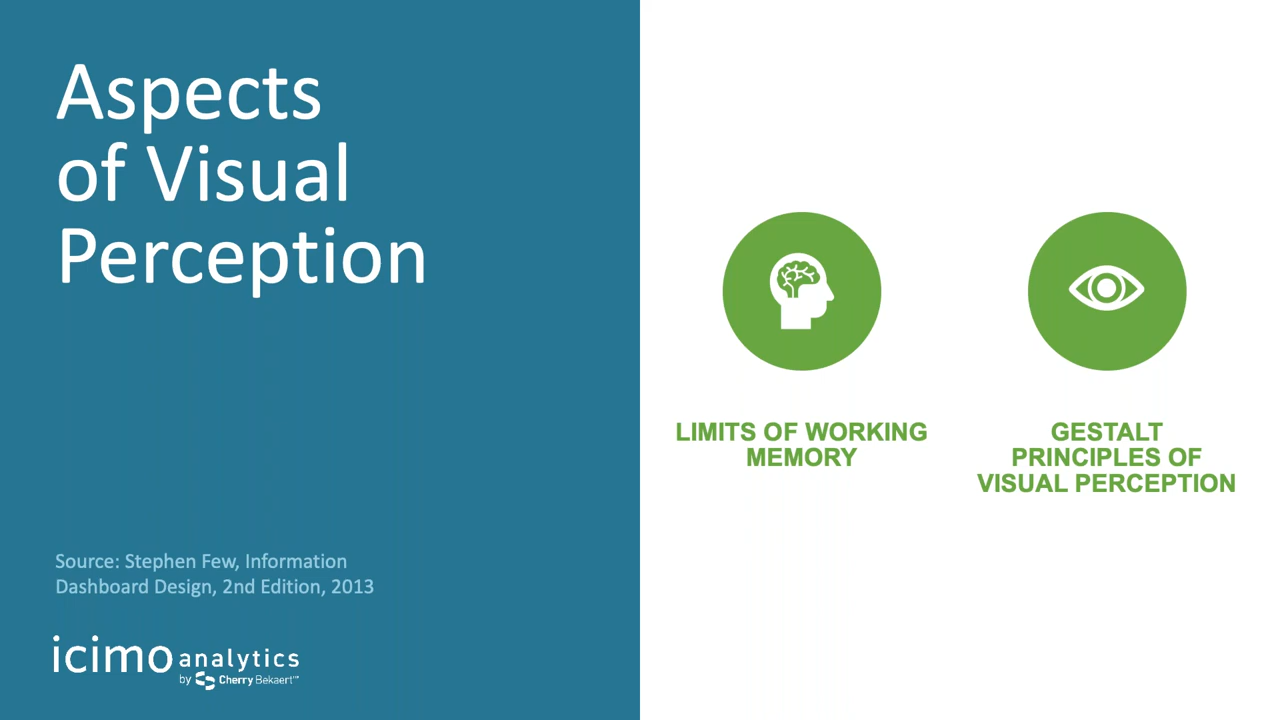 Aspects
of Visual
Perception
Source: Stephen Few, Information
Dashboard Design, 2nd Edition, 2013
icimo analytics
by Cherry Bekaert™
LIMITS OF WORKING
MEMORY
GESTALT
PRINCIPLES OF
VISUAL PERCEPTION